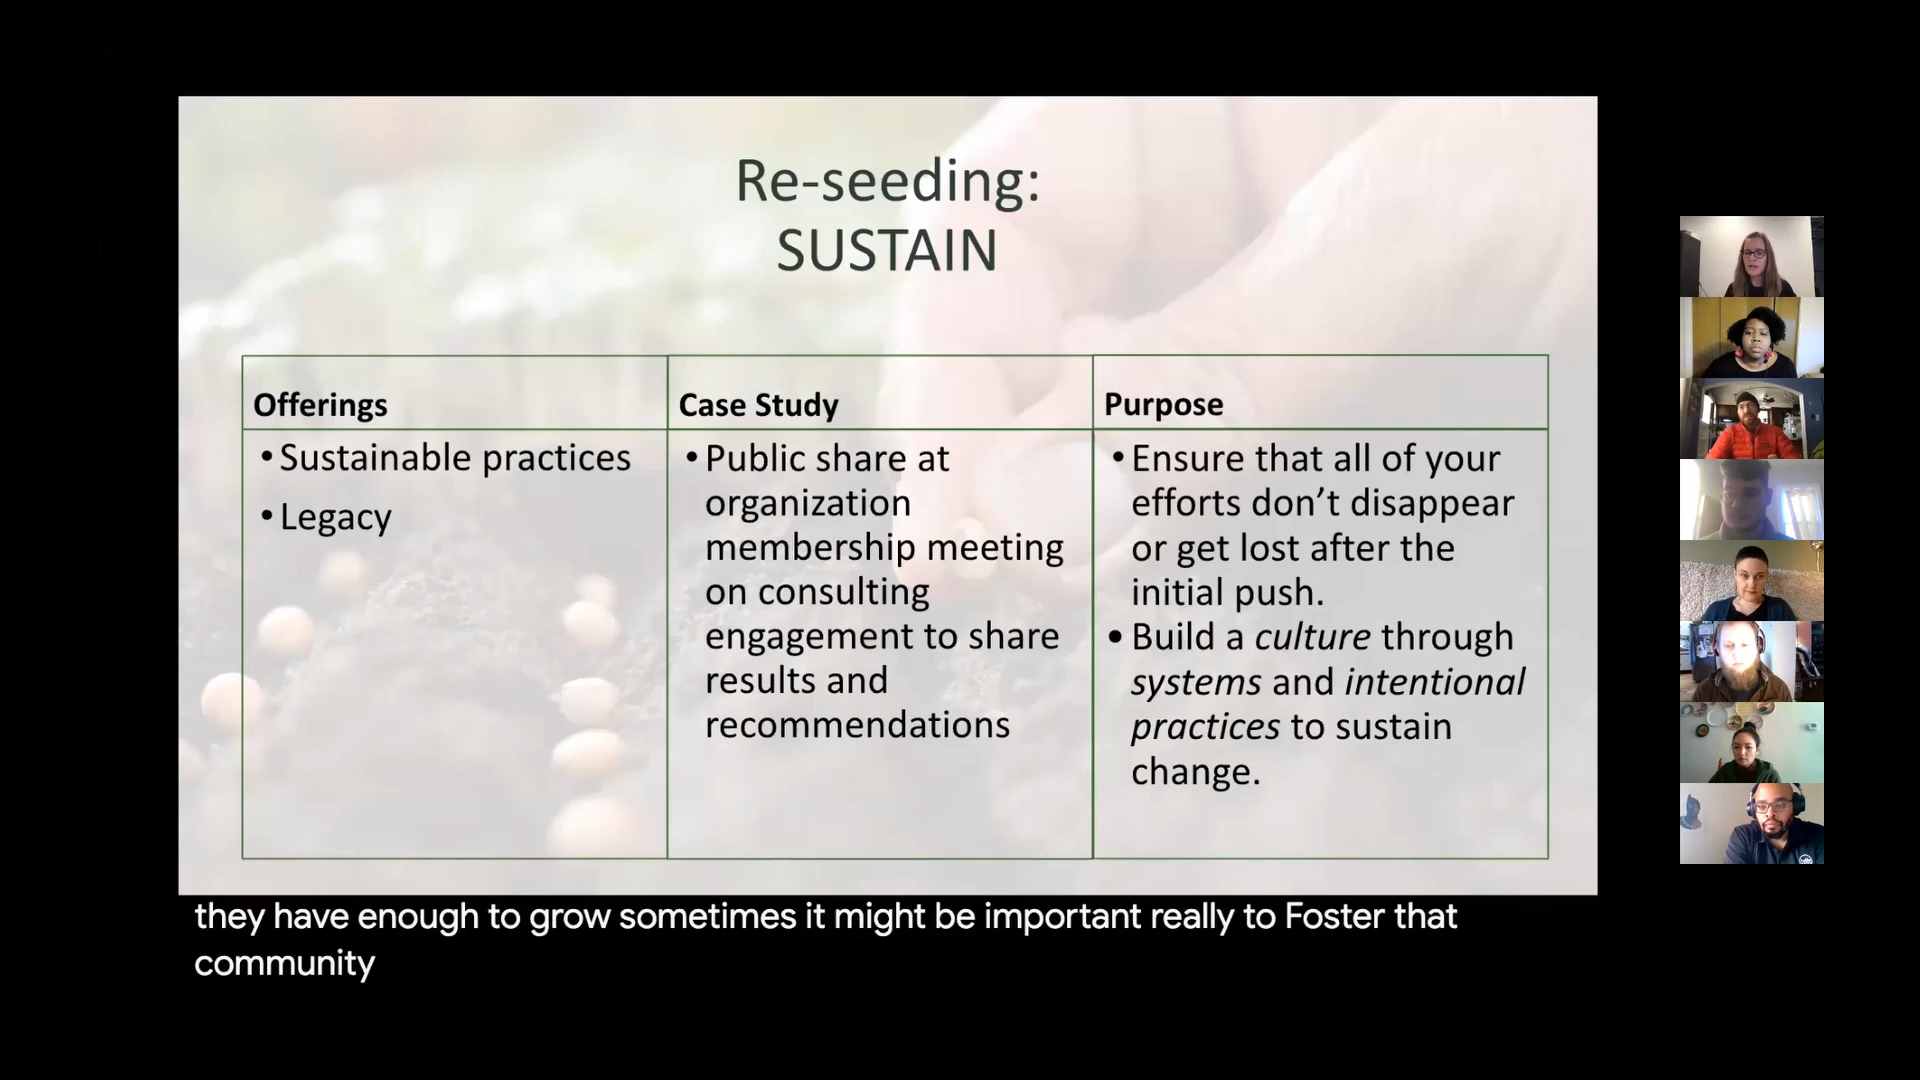 Re-seeding:
SUSTAIN
Offerings
• Sustainable practices
• Legacy
Case Study
• Public share at
organization
membership meeting
on consulting
engagement to share
results and
recommendations
Purpose
• Ensure that all of your
efforts don’t disappear
or get lost after the
initial push.
• Build a culture through
systems and intentional
practices to sustain
change.
they have enough to grow sometimes it might be important really to Foster that
community